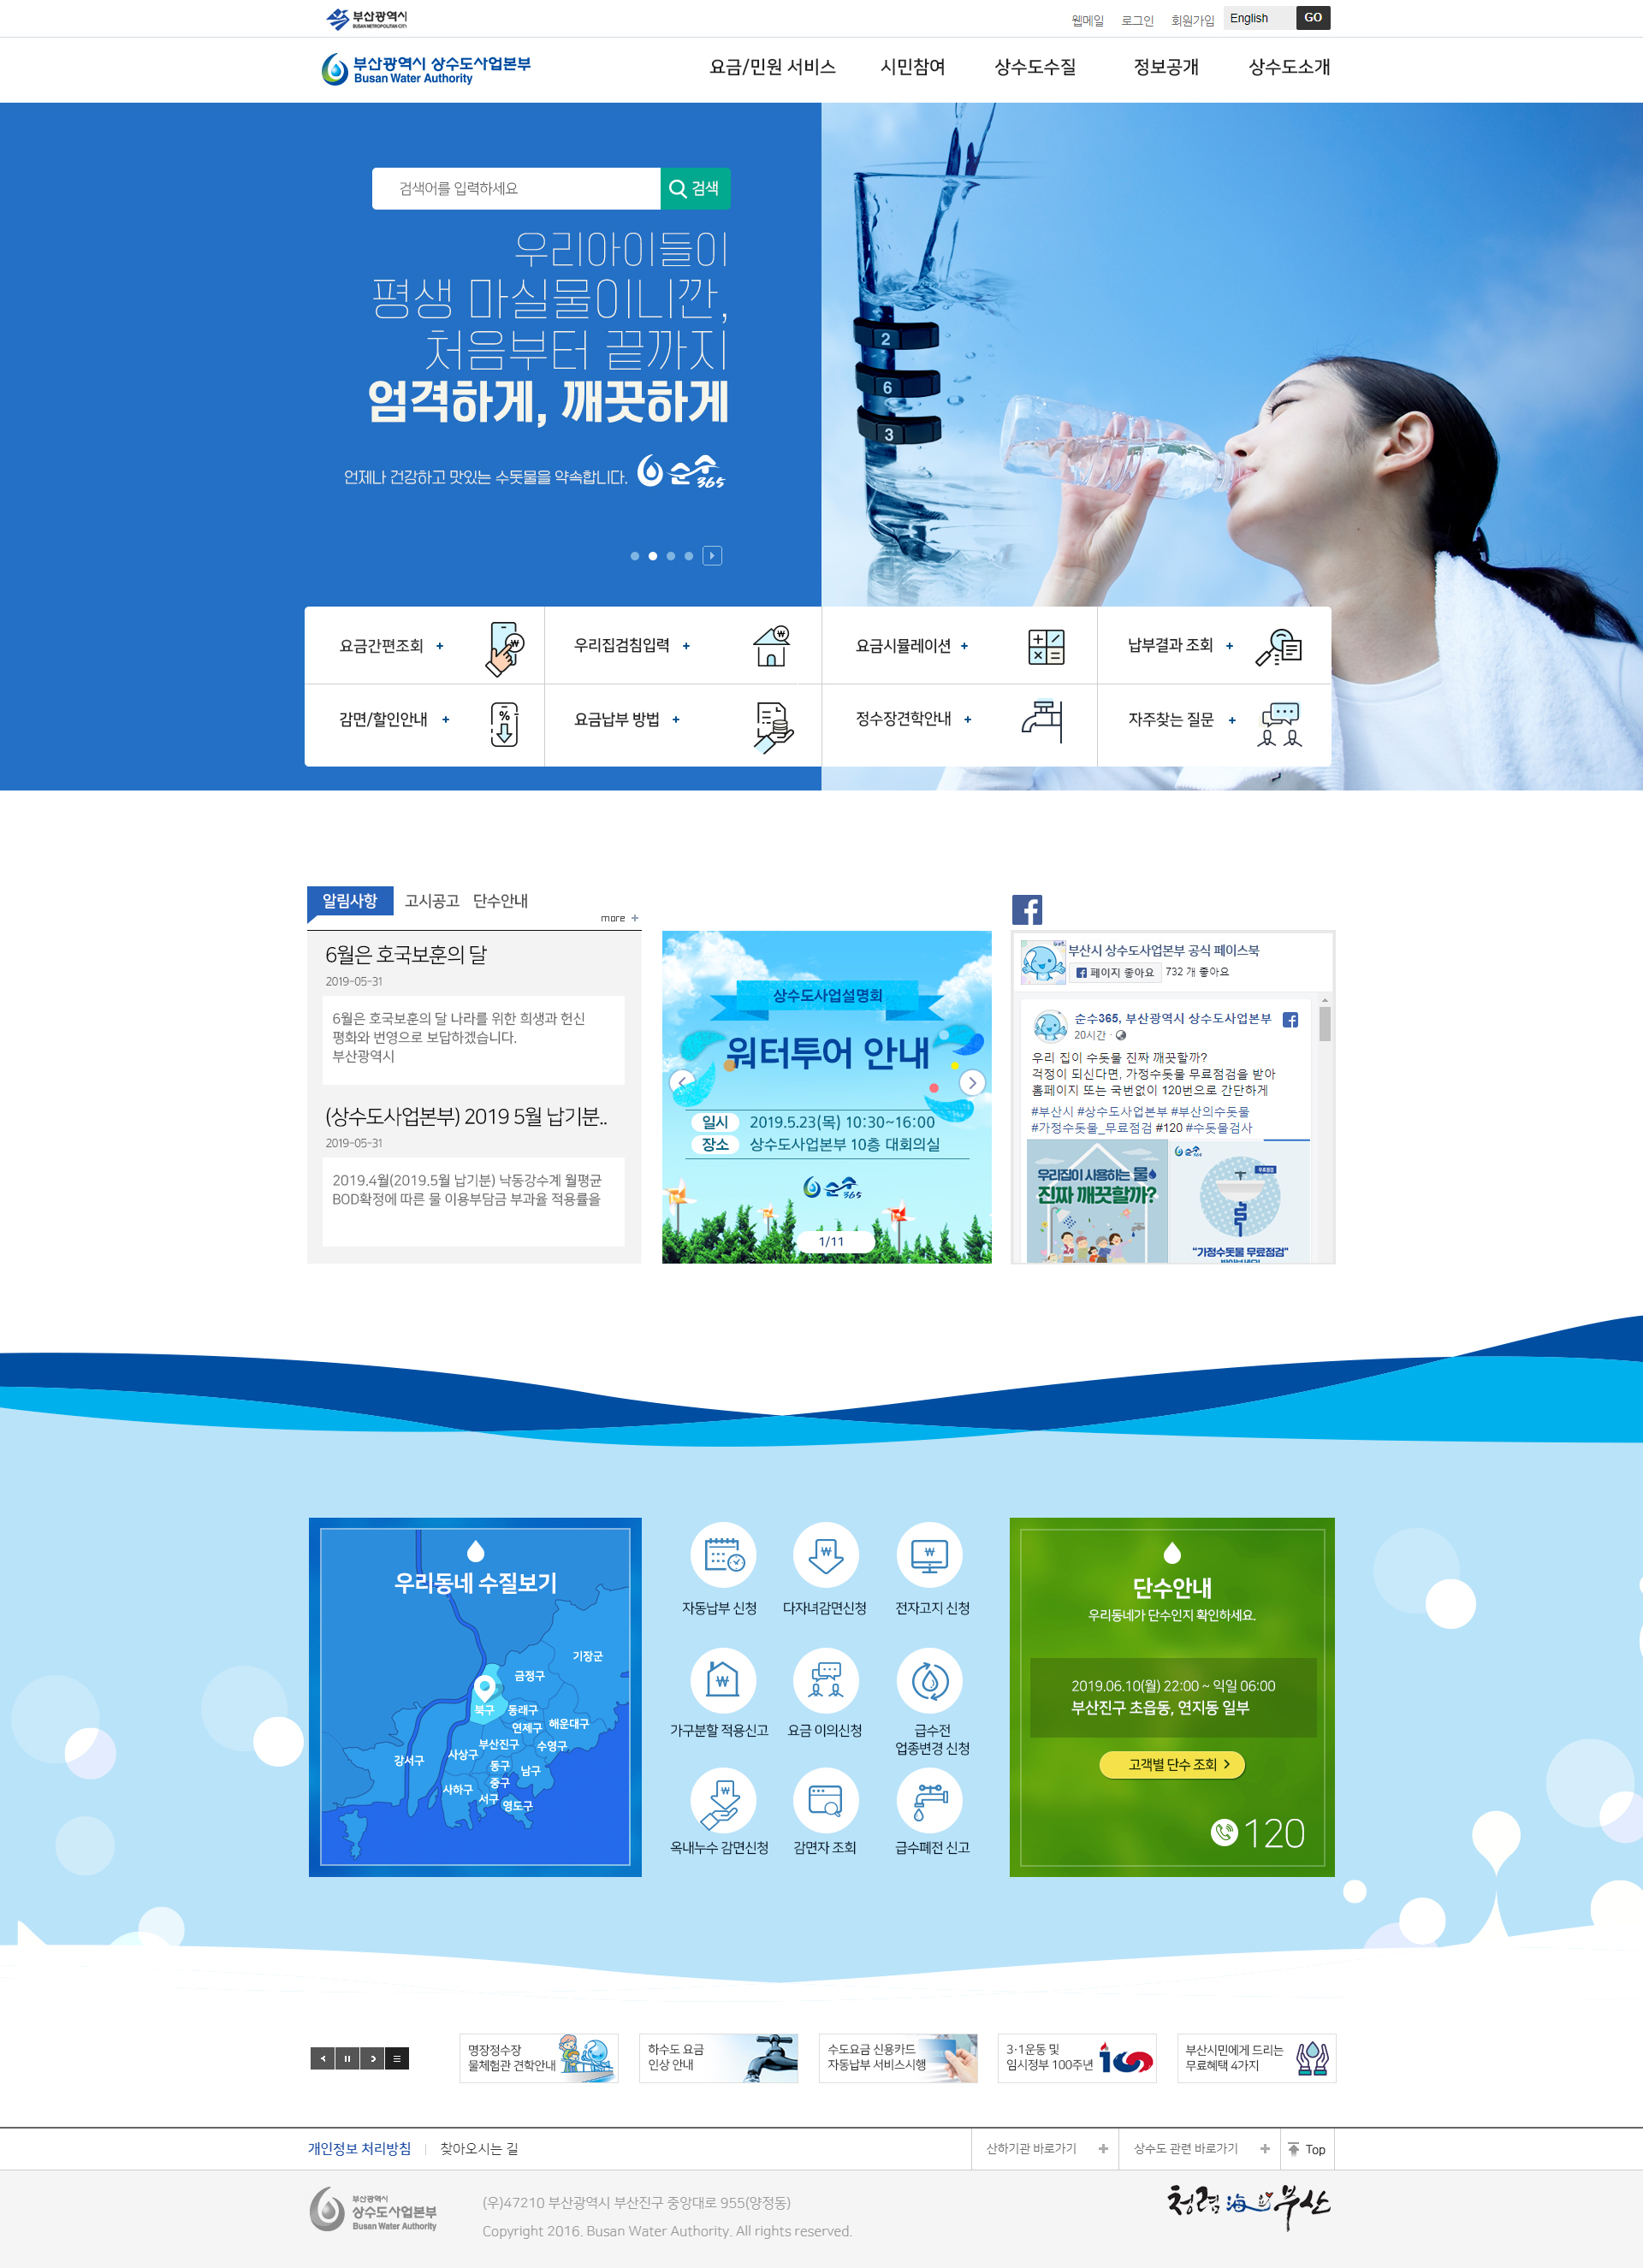 부산광역시
BUSAN METROPOLITAN CITY
웹메일 로그인 회원가입 English GO
부산광역시 상수도사업본부
Busan Water Authority
요금/민원 서비스 시민참여 상수도수질 정보공개 상수도소개
검색어를 입력하세요 검색
우리아이들이
평생 마실물이니깐,
처음부터 끝까지
엄격하게, 깨끗하게
언제나 건강하고 맛있는 수돗물을 약속합니다. 순수365
2
6
3
요금간편조회 우리집검침입력 요금시뮬레이션 납부결과 조회
감면/할인안내 요금납부 방법 정수장견학안내 자주찾는 질문
알림사항 고시공고 단수안내
more
6월은 호국보훈의 달
2019-05-31
6월은 호국보훈의 달 나라를 위한 희생과 헌신
평화와 번영으로 보답하겠습니다.
부산광역시
(상수도사업본부) 2019 5월 납기분..
2019-05-31
2019.4월(2019.5월 납기분) 낙동강수계 월평균
BOD확정에 따른 물 이용부담금 부과율 적용률을
상수도사업설명회
워터투어 안내
일시 2019.5.23(목) 10:30~16:00
장소 상수도사업본부 10층 대회의실
순수365
1/11
부산시 상수도사업본부 공식 페이스북
페이지 좋아요 732 개 좋아요
순수365, 부산광역시 상수도사업본부
20시간 ·
우리 집이 수돗물 진짜 깨끗할까?
걱정이 되신다면, 가정수돗물 무료점검을 받아
홈페이지 또는 국번없이 120번으로 간단하게
#부산시 #상수도사업본부 #부산의수돗물
#가정수돗물_무료점검 #120 #수돗물검사
우리집이 사용하는 물
진짜 깨끗할까?
순수365
무료점검
"가정수돗물 무료점검"
우리동네 수질보기
기장군
금정구
북구 동래구
연제구 해운대구
부산진구 수영구
강서구 사상구
동구 남구
중구
사하구 서구 영도구
자동납부 신청 다자녀감면신청 전자고지 신청
가구분할 적용신고 요금 이의신청 급수전
업종변경 신청
옥내누수 감면신청 감면자 조회 급수폐전 신고
단수안내
우리동네가 단수인지 확인하세요.
2019.06.10(월) 22:00 ~ 익일 06:00
부산진구 초읍동, 연지동 일부
고객별 단수 조회
120
명장정수장
물체험관 견학안내
하수도 요금
인상 안내
수도요금 신용카드
자동납부 서비스시행
3·1운동 및
임시정부 100주년
부산시민에게 드리는
무료혜택 4가지
개인정보 처리방침 찾아오시는 길 산하기관 바로가기 상수도 관련 바로가기 Top
부산광역시
상수도사업본부
Busan Water Authority
(우)47210 부산광역시 부산진구 중앙대로 955(양정동)
Copyright 2016. Busan Water Authority. All rights reserved.
청렴 海의 부산